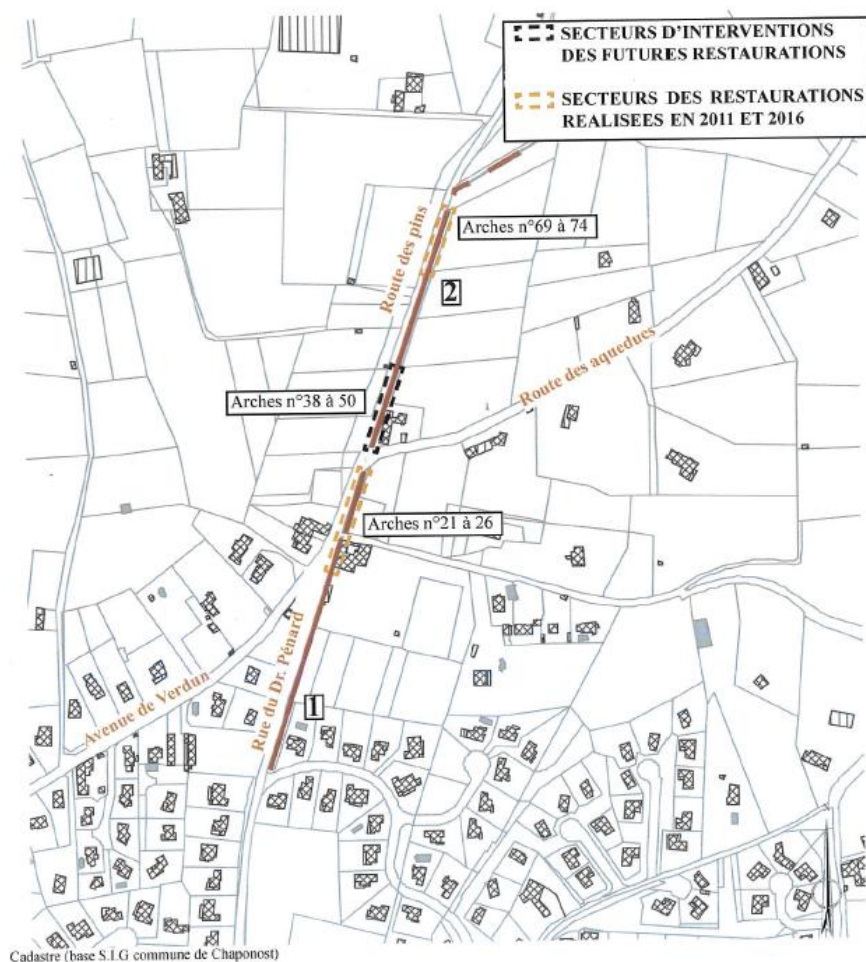 SECTEURS D'INTERVENTIONS
DES FUTURES RESTAURATIONS
SECTEURS DES RESTAURATIONS
REALISEES EN 2011 ET 2016
Arches n°69 à 74
Route des pins
2
Route des aqueducs
Arches n°38 à 50
Arches n°21 à 26
Rue du Dr. Pénard
Avenue de Verdun
1
Cadastre (base S.I.G commune de Chaponost)